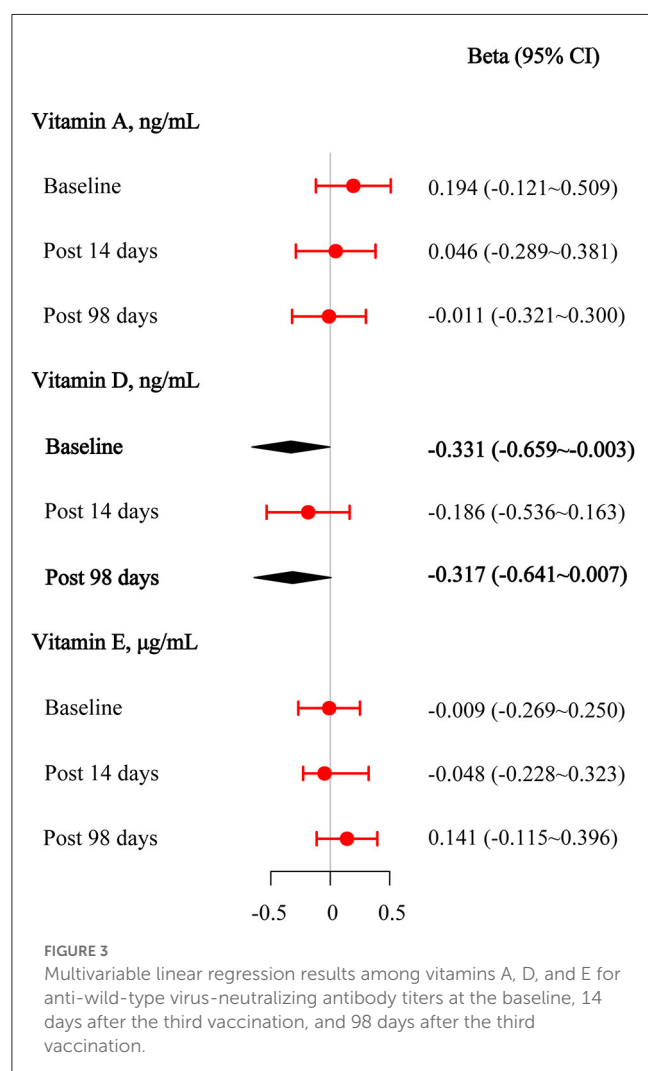 Beta (95% CI)
Vitamin A, ng/mL
Baseline 0.194 (-0.121~0.509)
Post 14 days 0.046 (-0.289~0.381)
Post 98 days -0.011 (-0.321~0.300)
Vitamin D, ng/mL
Baseline -0.331 (-0.659~-0.003)
Post 14 days -0.186 (-0.536~0.163)
Post 98 days -0.317 (-0.641~0.007)
Vitamin E, μg/mL
Baseline -0.009 (-0.269~0.250)
Post 14 days -0.048 (-0.228~0.323)
Post 98 days 0.141 (-0.115~0.396)
-0.5 0 0.5
FIGURE 3
Multivariable linear regression results among vitamins A, D, and E for
anti-wild-type virus-neutralizing antibody titers at the baseline, 14
days after the third vaccination, and 98 days after the third
vaccination.